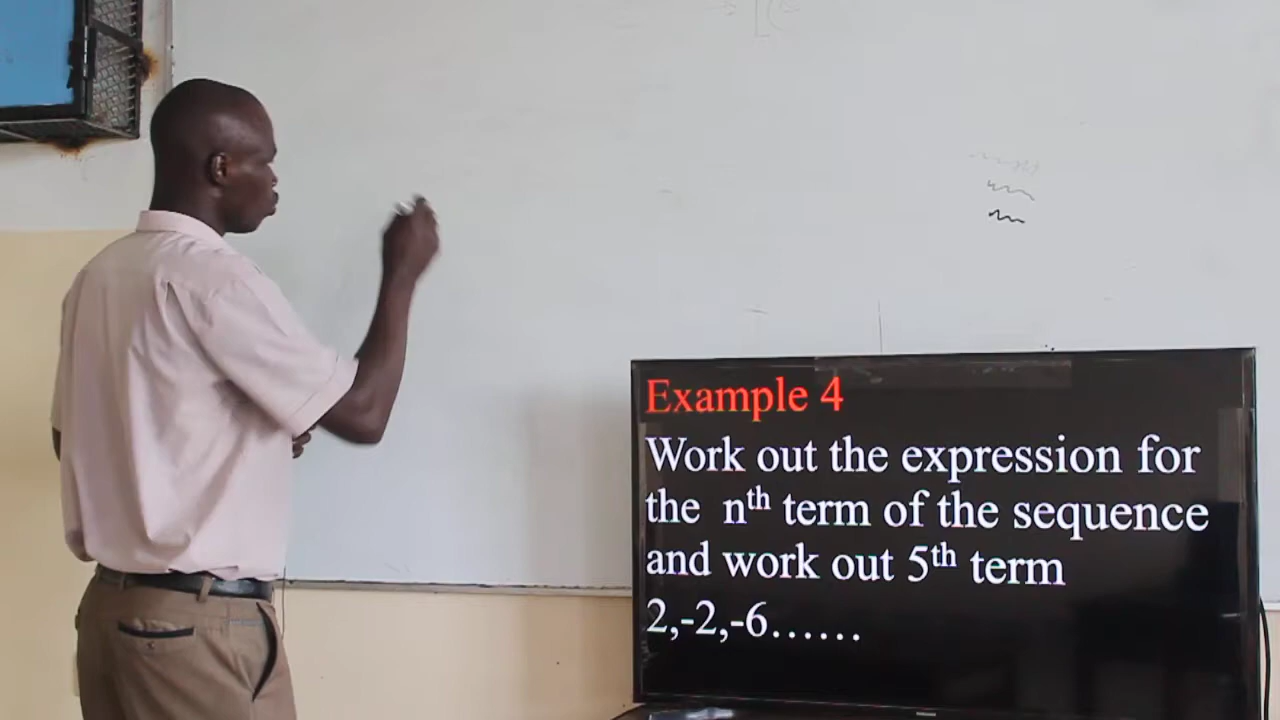 Example 4
Work out the expression for
the nth term of the sequence
and work out 5th term
2,-2,-6......